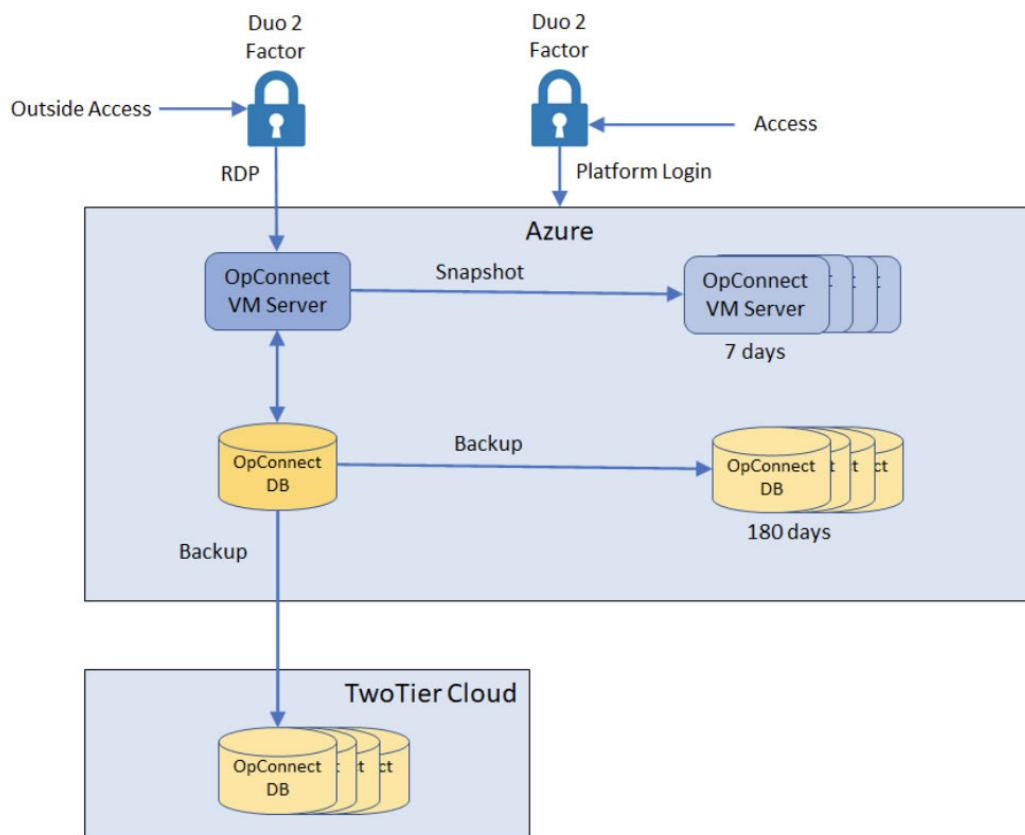 Duo 2
Factor
Duo 2
Factor
Outside Access
Access
RDP
Platform Login
Azure
OpConnect
VM Server
Snapshot
OpConnect
VM Server
7 days
OpConnect
DB
Backup
OpConnect
DB
180 days
Backup
TwoTier Cloud
OpConnect
DB